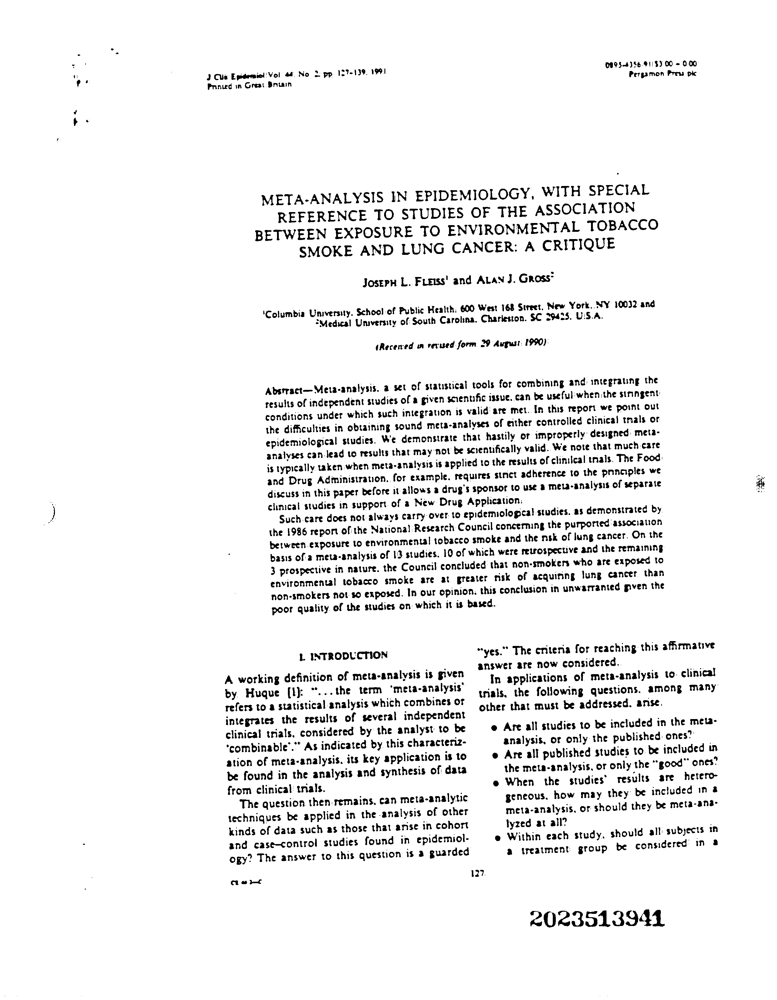 J Clin Epidemiol Vol. 44, No. 2, pp. 127-139, 1991
Printed in Great Britain
0895-4356/91 $3.00 + 0.00
Pergamon Press plc
META-ANALYSIS IN EPIDEMIOLOGY, WITH SPECIAL
REFERENCE TO STUDIES OF THE ASSOCIATION
BETWEEN EXPOSURE TO ENVIRONMENTAL TOBACCO
SMOKE AND LUNG CANCER: A CRITIQUE
JOSEPH L. FLEISS¹ and ALAN J. GROSS²
¹Columbia University, School of Public Health, 600 West 168 Street, New York, NY 10032 and
²Medical University of South Carolina, Charleston, SC 29425, U.S.A.
(Received in revised form 29 August 1990)
Abstract—Meta-analysis, a set of statistical tools for combining and integrating the
results of independent studies of a given scientific issue, can be useful when the stringent
conditions under which such integration is valid are met. In this report we point out
the difficulties in obtaining sound meta-analyses of either controlled clinical trials or
epidemiological studies. We demonstrate that hastily or improperly designed meta-
analyses can lead to results that may not be scientifically valid. We note that much care
is typically taken when meta-analysis is applied to the results of clinilcal trials. The Food
and Drug Administration, for example, requires strict adherence to the principles we
discuss in this paper before it allows a drug's sponsor to use a meta-analysis of separate
clinical studies in support of a New Drug Application.
Such care does not always carry over to epidemiological studies, as demonstrated by
the 1986 report of the National Research Council concerning the purported association
between exposure to environmental tobacco smoke and the risk of lung cancer. On the
basis of a meta-analysis of 13 studies, 10 of which were retrospective and the remaining
3 prospective in nature, the Council concluded that non-smokers who are exposed to
environmental tobacco smoke are at greater risk of acquiring lung cancer than
non-smokers not so exposed. In our opinion, this conclusion in unwarranted given the
poor quality of the studies on which it is based.
1. INTRODUCTION
A working definition of meta-analysis is given
by Huque [1]: "...the term 'meta-analysis'
refers to a statistical analysis which combines or
integrates the results of several independent
clinical trials, considered by the analyst to be
'combinable'." As indicated by this characteriz-
ation of meta-analysis, its key application is to
be found in the analysis and synthesis of data
from clinical trials.
The question then remains, can meta-analytic
techniques be applied in the analysis of other
kinds of data such as those that arise in cohort
and case-control studies found in epidemiol-
ogy? The answer to this question is a guarded
"yes." The criteria for reaching this affirmative
answer are now considered.
In applications of meta-analysis to clinical
trials, the following questions, among many
other that must be addressed, arise.
• Are all studies to be included in the meta-
analysis, or only the published ones?
• Are all published studies to be included in
the meta-analysis, or only the "good" ones?
• When the studies' results are hetero-
geneous, how may they be included in a
meta-analysis, or should they be meta-ana-
lyzed at all?
• Within each study, should all subjects in
a treatment group be considered in a
127
2023513941